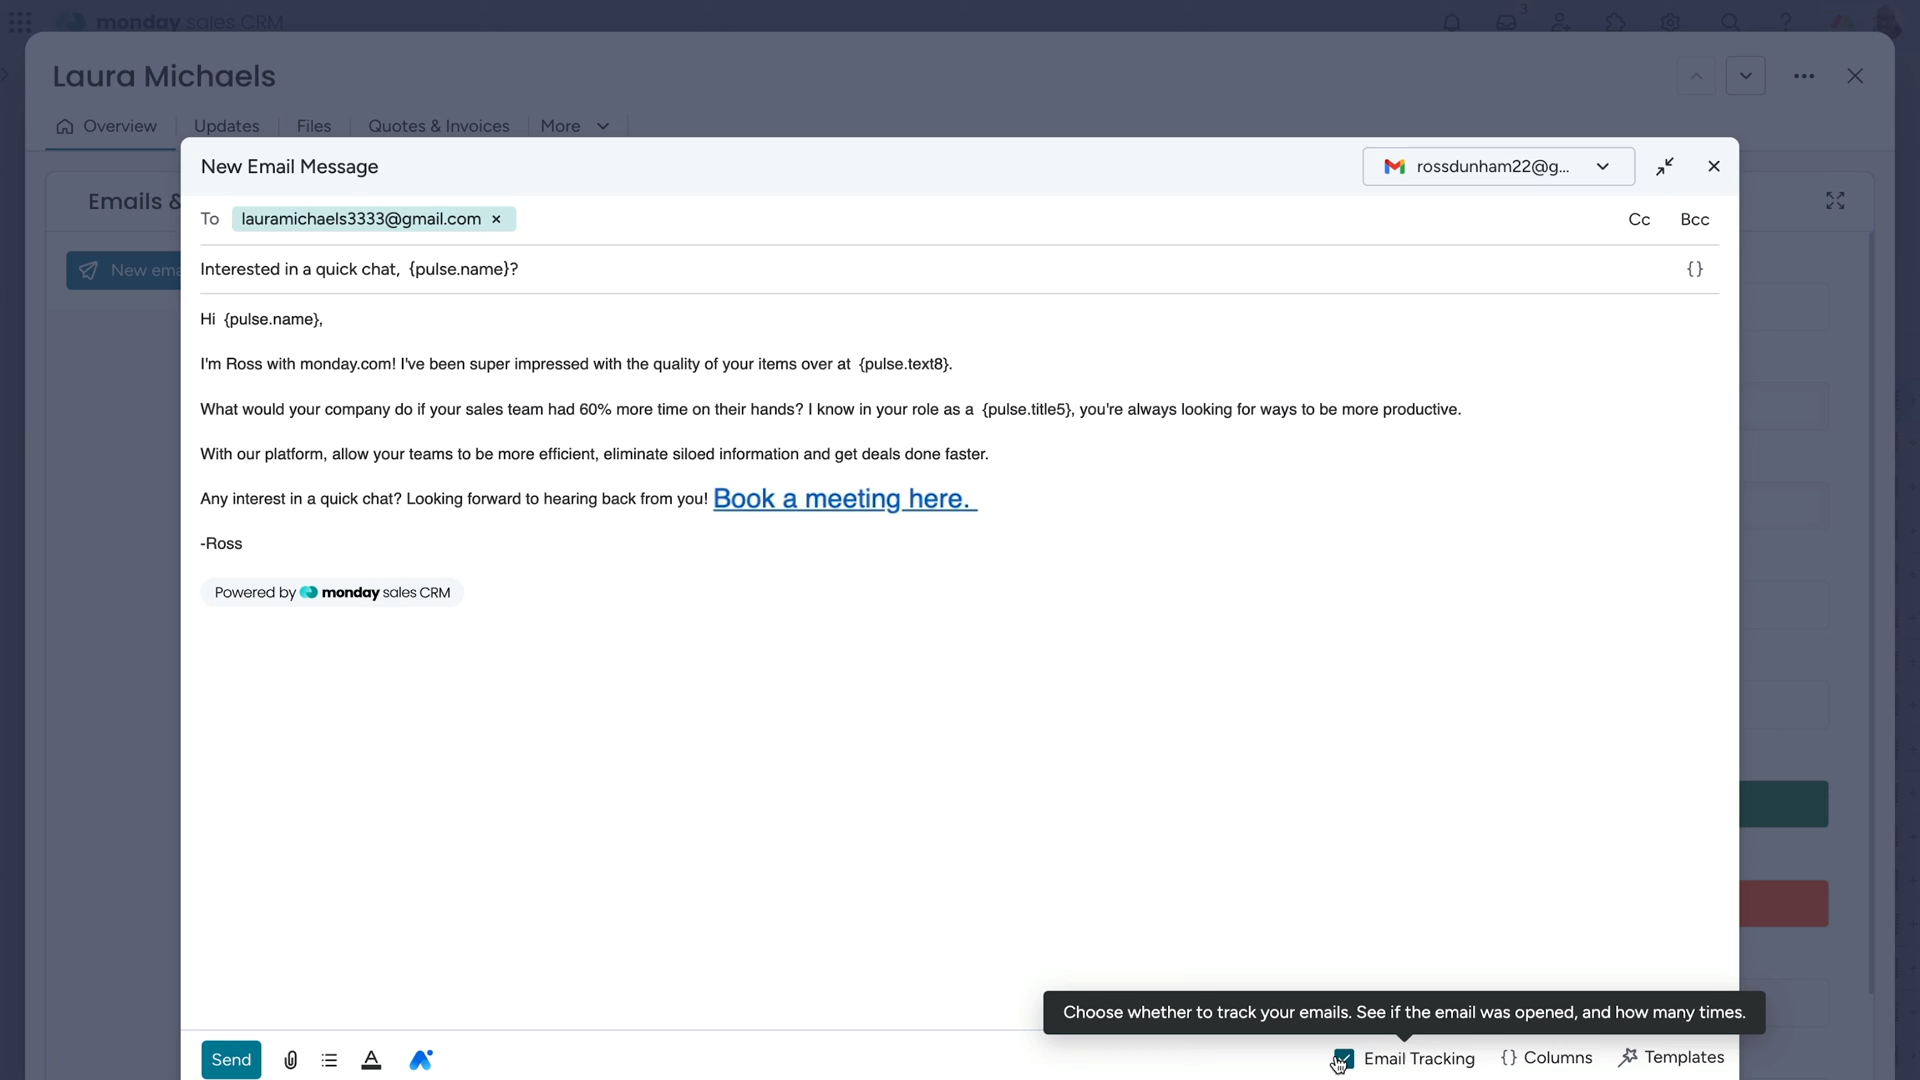 monday sales CRM
3
Laura Michaels
Overview
Updates
Files
Quotes & Invoices
More
Emails &
New ema
New Email Message
rossdunham22@g...
To lauramichaels3333@gmail.com ×
Cc
Bcc
Interested in a quick chat, {pulse.name}?
{}
Hi {pulse.name},
I'm Ross with monday.com! I've been super impressed with the quality of your items over at {pulse.text8}.
What would your company do if your sales team had 60% more time on their hands? I know in your role as a {pulse.title5}, you're always looking for ways to be more productive.
With our platform, allow your teams to be more efficient, eliminate siloed information and get deals done faster.
Any interest in a quick chat? Looking forward to hearing back from you! Book a meeting here.
-Ross
Powered by monday sales CRM
Choose whether to track your emails. See if the email was opened, and how many times.
Send
Email Tracking
{} Columns
Templates